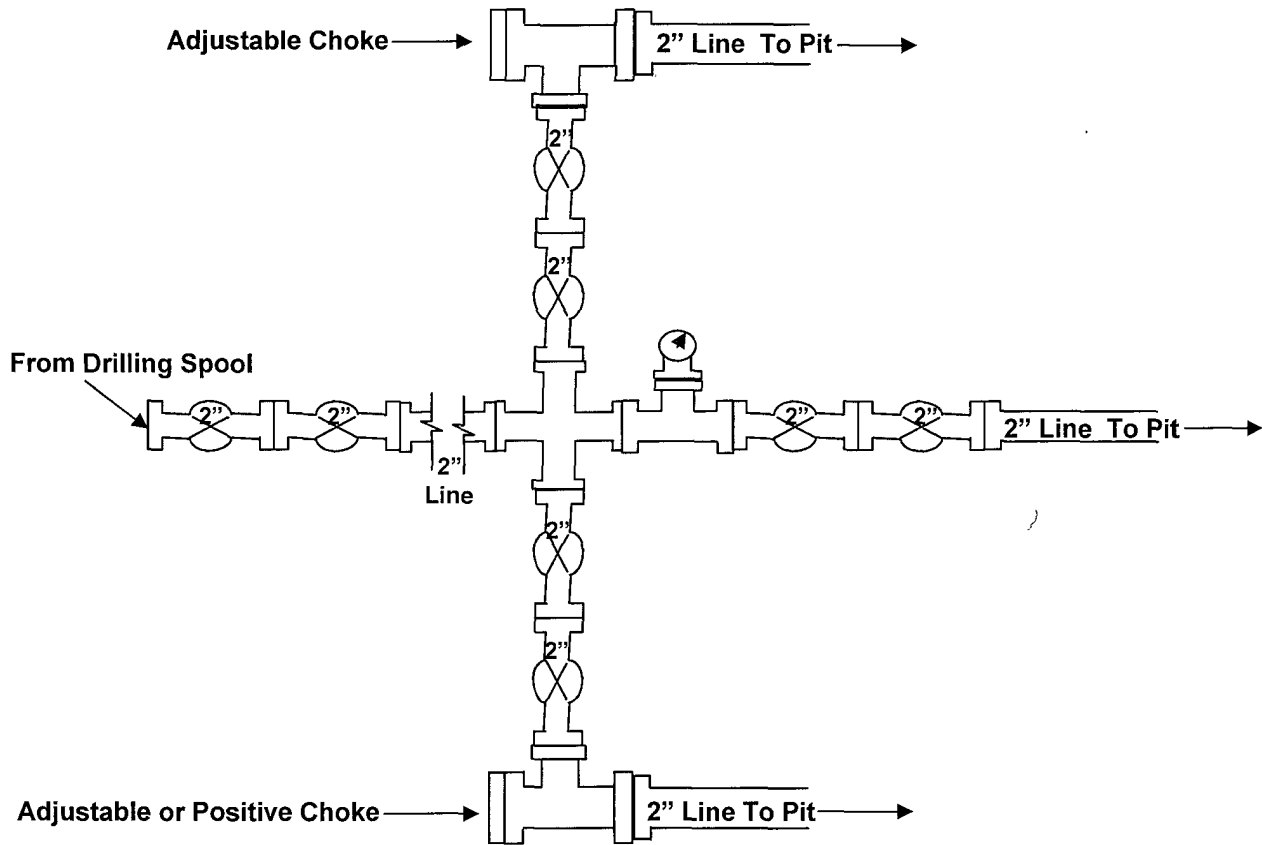 Adjustable Choke
2” Line To Pit
2”
2”
From Drilling Spool
2”
2”
2”
2”
2” Line To Pit
2”
Line
2”
2”
Adjustable or Positive Choke
2” Line To Pit